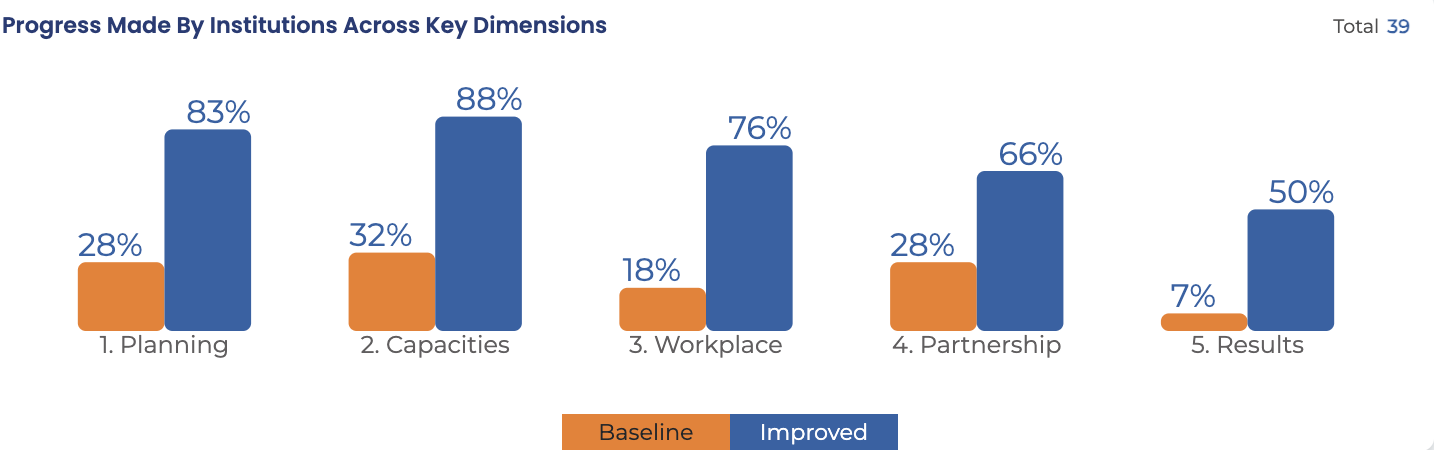 Progress Made By Institutions Across Key Dimensions
Total 39
28%
83%
32%
88%
18%
76%
28%
66%
7%
50%
1. Planning
2. Capacities
3. Workplace
4. Partnership
5. Results
Baseline
Improved